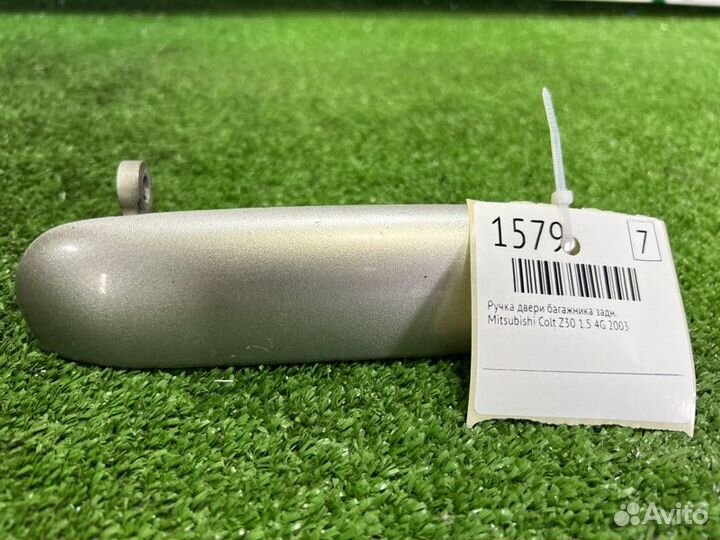 1579
7
Ручка двери багажника задн.
Mitsubishi Colt Z30 1.5 4G 2003
Avito